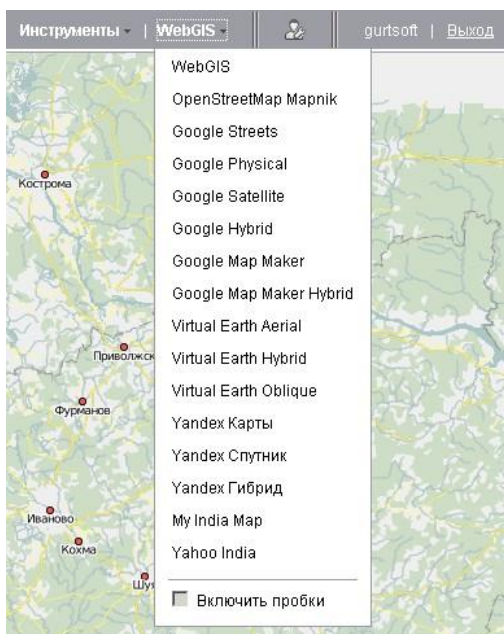 Инструменты | WebGIS gurtsoft | Выход
WebGIS
OpenStreetMap Mapnik
Google Streets
Google Physical
Google Satellite
Google Hybrid
Google Map Maker
Google Map Maker Hybrid
Virtual Earth Aerial
Virtual Earth Hybrid
Virtual Earth Oblique
Yandex Карты
Yandex Спутник
Yandex Гибрид
My India Map
Yahoo India
Включить пробки
Кострома
Приволжск
Фурманов
Иваново
Кохма
Шуя